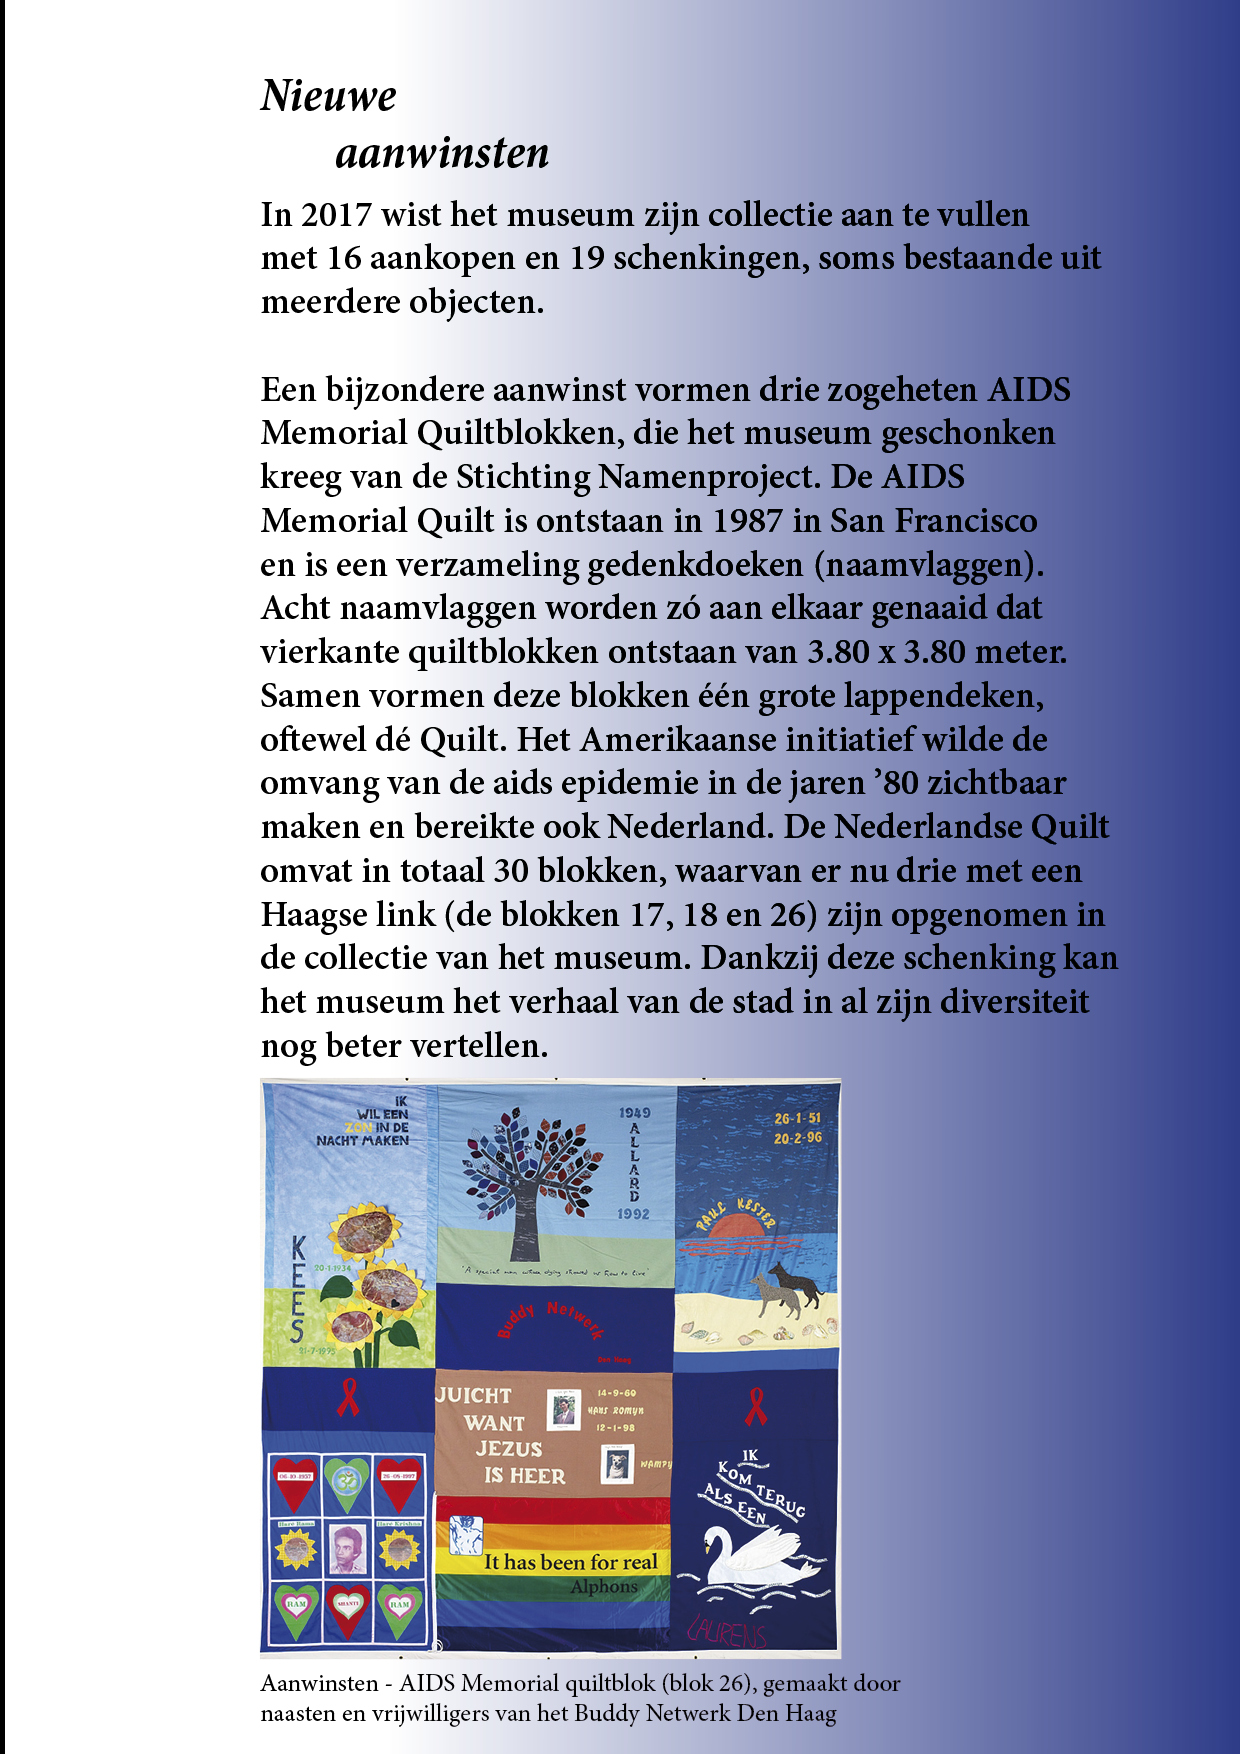 Nieuwe
aanwinsten
In 2017 wist het museum zijn collectie aan te vullen
met 16 aankopen en 19 schenkingen, soms bestaande uit
meerdere objecten.
Een bijzondere aanwinst vormen drie zogeheten AIDS
Memorial Quiltblokken, die het museum geschonken
kreeg van de Stichting Namenproject. De AIDS
Memorial Quilt is ontstaan in 1987 in San Francisco
en is een verzameling gedenkdoeken (naamvlaggen).
Acht naamvlaggen worden zó aan elkaar genaaid dat
vierkante quiltblokken ontstaan van 3.80 x 3.80 meter.
Samen vormen deze blokken één grote lappendeken,
oftewel dé Quilt. Het Amerikaanse initiatief wilde de
omvang van de aids epidemie in de jaren ’80 zichtbaar
maken en bereikte ook Nederland. De Nederlandse Quilt
omvat in totaal 30 blokken, waarvan er nu drie met een
Haagse link (de blokken 17, 18 en 26) zijn opgenomen in
de collectie van het museum. Dankzij deze schenking kan
het museum het verhaal van de stad in al zijn diversiteit
nog beter vertellen.
IK
WIL EEN
ZON IN DE
NACHT MAKEN
KEES
20-1-1934
21-7-1995
1949
ALLARD
1992
"A special man whose dying showed us how to live"
26-1-51
20-2-96
PAUL KESTER
Buddy Netwerk
Den Haag
JUICHT
WANT
JEZUS
IS HEER
14-9-60
HANS ROMYN
12-1-98
WAMPY
06-10-1957
26-08-1997
Haré Rama
Haré Krishna
RAM
SHANTI
RAM
It has been for real
Alphons
IK
KOM TERUG
ALS EEN
LAURENS
Aanwinsten - AIDS Memorial quiltblok (blok 26), gemaakt door
naasten en vrijwilligers van het Buddy Netwerk Den Haag